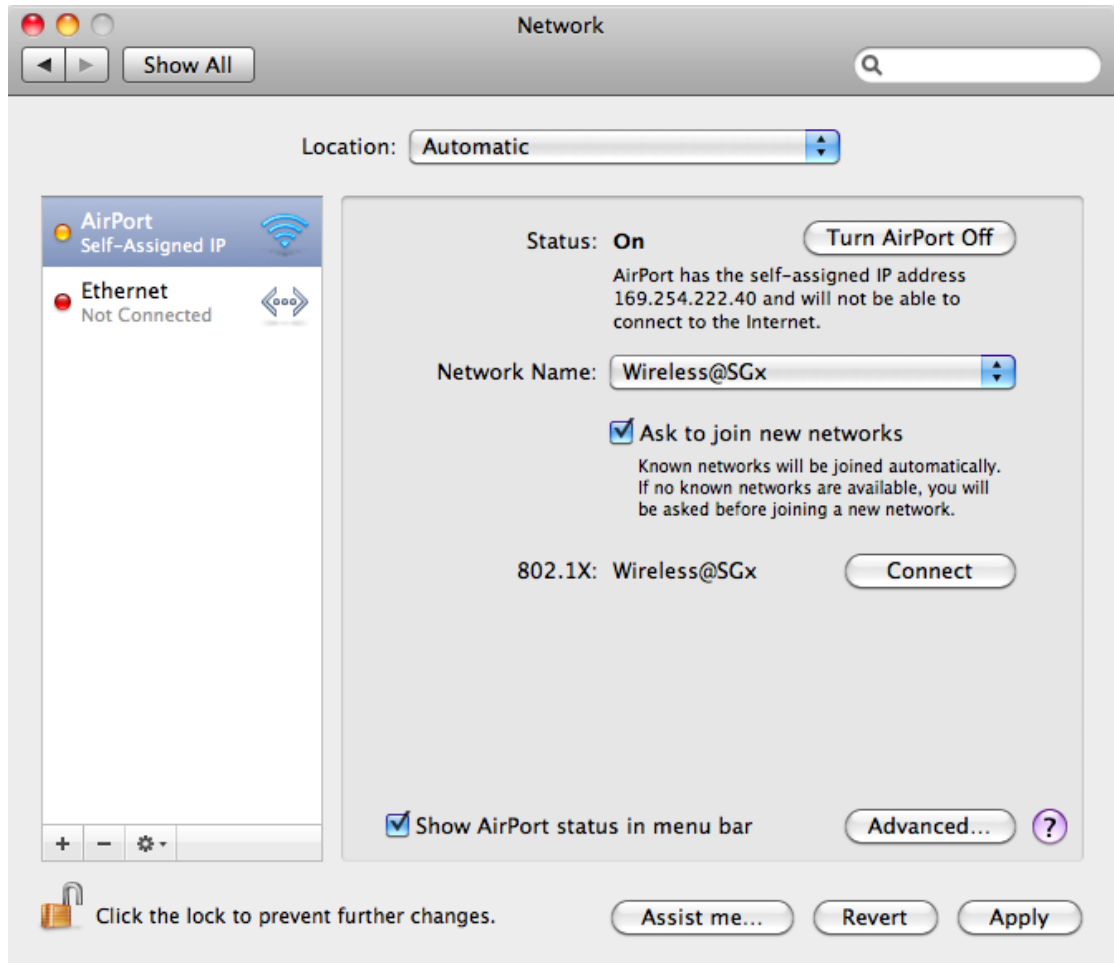 Network
Show All
Location: Automatic
AirPort
Self-Assigned IP
Ethernet
Not Connected
Status: On
Turn AirPort Off
AirPort has the self-assigned IP address
169.254.222.40 and will not be able to
connect to the Internet.
Network Name: Wireless@SGx
Ask to join new networks
Known networks will be joined automatically.
If no known networks are available, you will
be asked before joining a new network.
802.1X: Wireless@SGx
Connect
Show AirPort status in menu bar
Advanced...
?
Click the lock to prevent further changes.
Assist me...
Revert
Apply